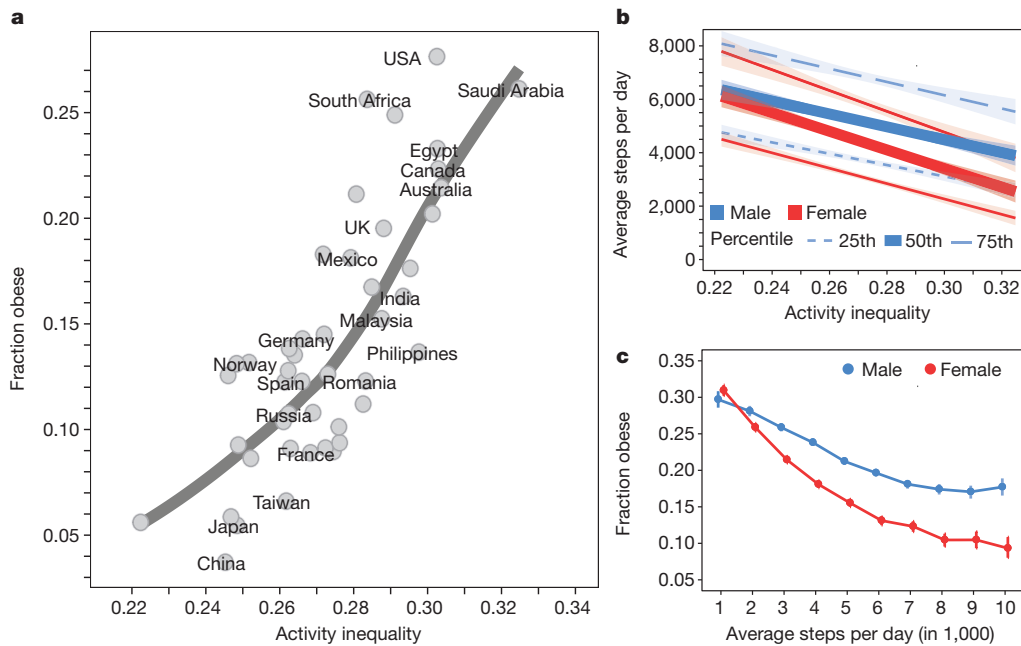 a
Fraction obese
0.25
0.20
0.15
0.10
0.05
USA
South Africa
Saudi Arabia
Egypt
Canada
Australia
UK
Mexico
India
Malaysia
Germany
Philippines
Norway
Spain
Romania
Russia
France
Taiwan
Japan
China
0.22 0.24 0.26 0.28 0.30 0.32 0.34
Activity inequality
b
Average steps per day
8,000
6,000
4,000
2,000
0
Male Female
Percentile 25th 50th 75th
0.22 0.24 0.26 0.28 0.30 0.32
Activity inequality
c
Fraction obese
0.35
0.30
0.25
0.20
0.15
0.10
0.05
Male Female
1 2 3 4 5 6 7 8 9 10
Average steps per day (in 1,000)